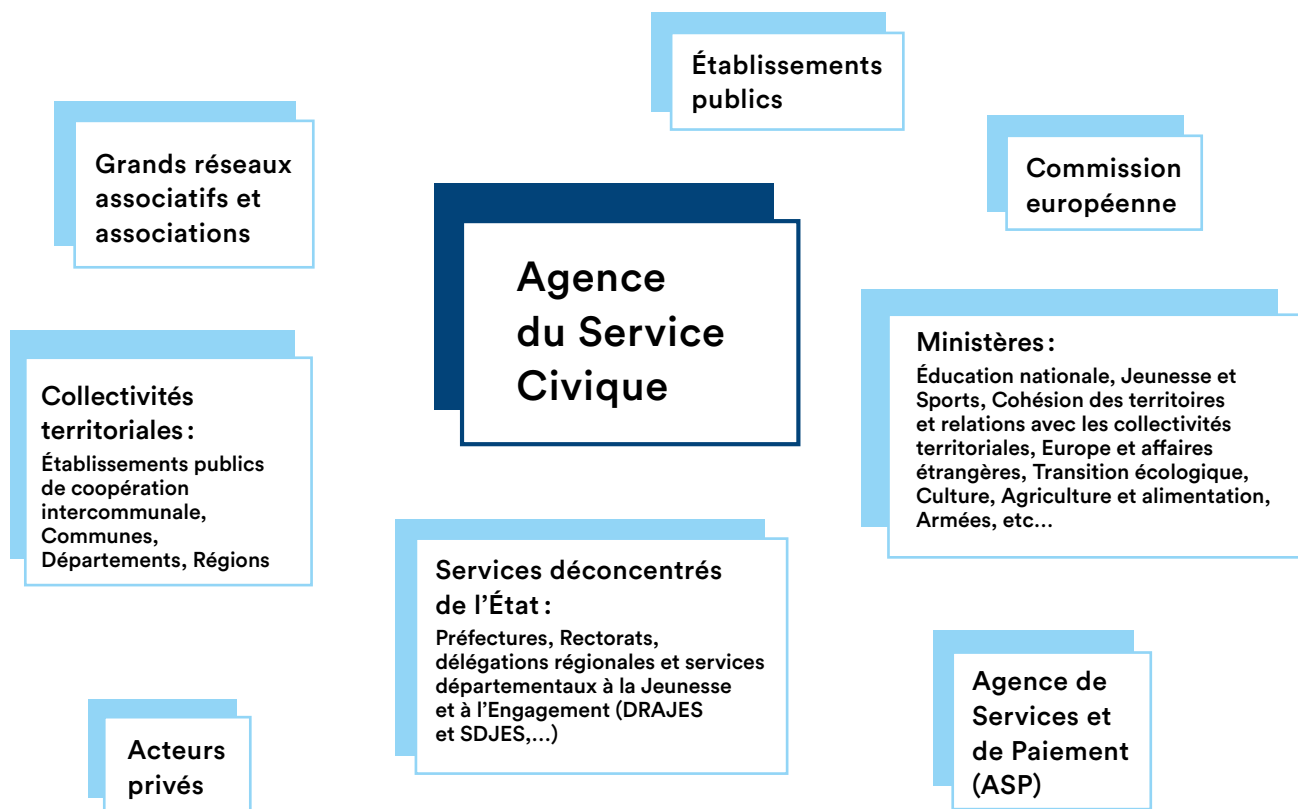 Établissements
publics
Grands réseaux
associatifs et
associations
Commission
européenne
Agence
du Service
Civique
Collectivités
territoriales :
Établissements publics
de coopération
intercommunale,
Communes,
Départements, Régions
Ministères :
Éducation nationale, Jeunesse et
Sports, Cohésion des territoires
et relations avec les collectivités
territoriales, Europe et affaires
étrangères, Transition écologique,
Culture, Agriculture et alimentation,
Armées, etc...
Services déconcentrés
de l’État :
Préfectures, Rectorats,
délégations régionales et services
départementaux à la Jeunesse
et à l’Engagement (DRAJES
et SDJES,...)
Acteurs
privés
Agence de
Services et
de Paiement
(ASP)